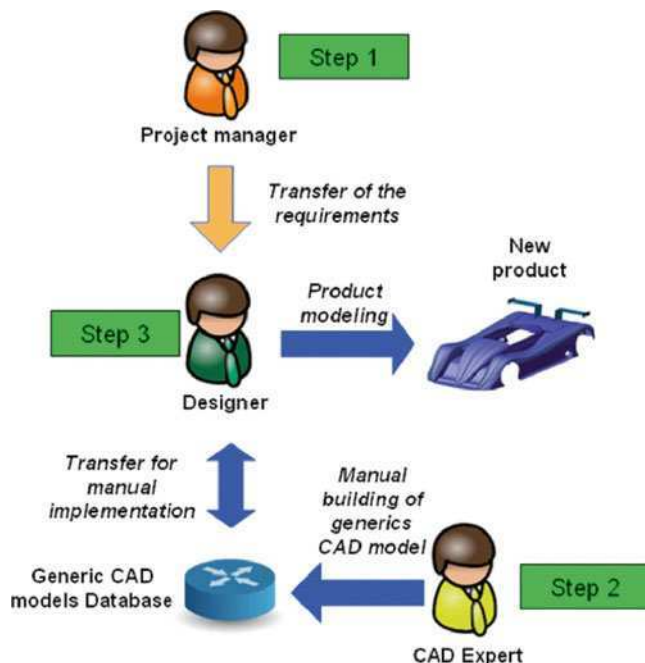 Step 1
Project manager
Transfer of the
requirements
New
product
Product
modeling
Step 3
Designer
Transfer for
manual
implementation
Manual
building of
generics
CAD model
Generic CAD
models Database
Step 2
CAD Expert